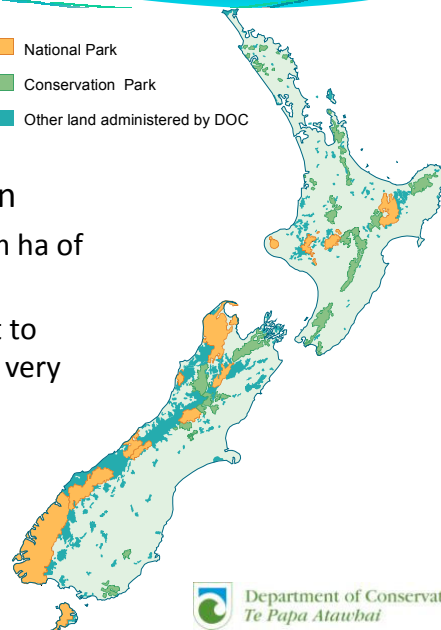 National Park
Conservation Park
Other land administered by DOC
n
n ha of
t to
very
Department of Conservat
Te Papa Atawhai